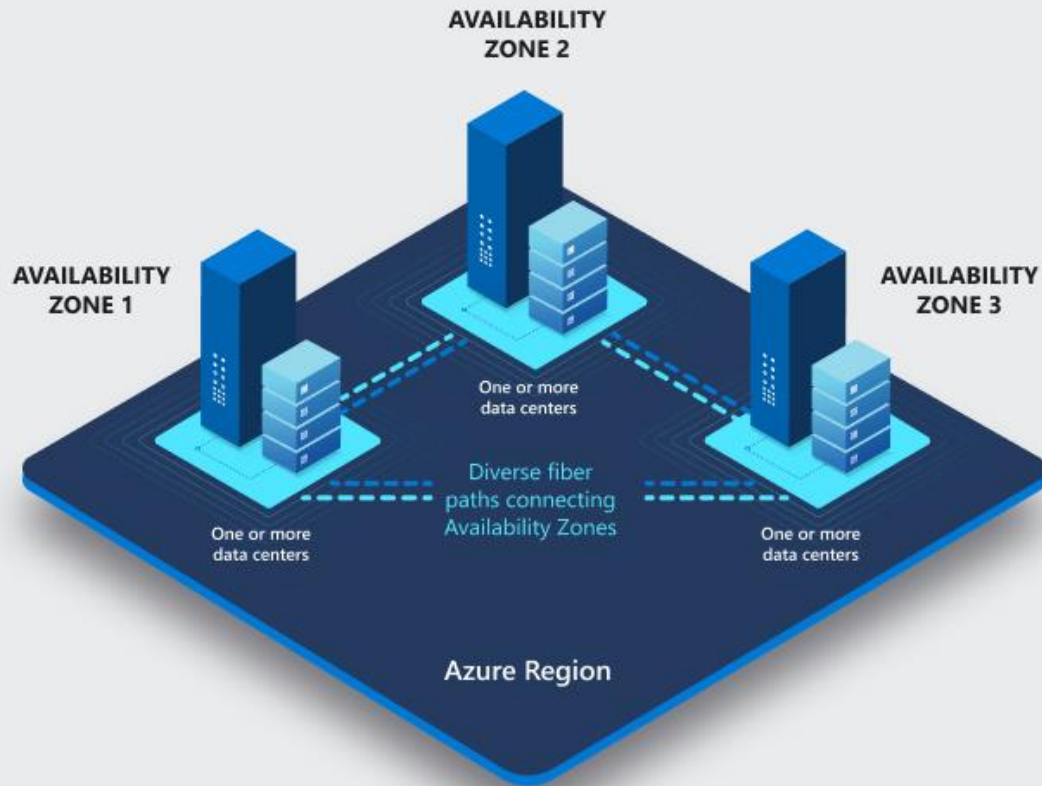 AVAILABILITY
ZONE 2
AVAILABILITY
ZONE 1
AVAILABILITY
ZONE 3
One or more
data centers
Diverse fiber
paths connecting
Availability Zones
One or more
data centers
One or more
data centers
Azure Region